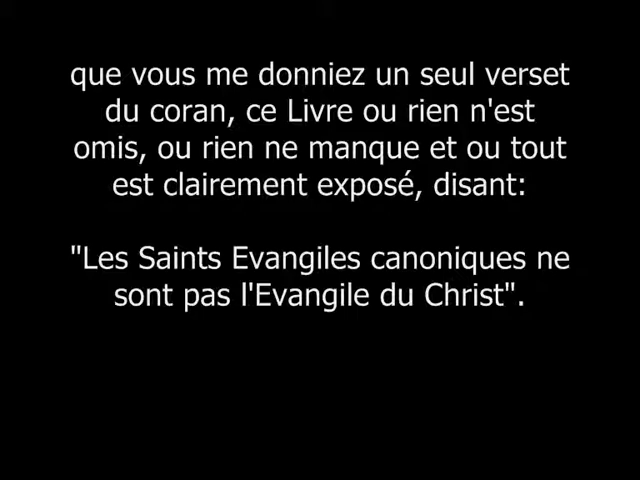 que vous me donniez un seul verset
du coran, ce Livre ou rien n'est
omis, ou rien ne manque et ou tout
est clairement exposé, disant:
"Les Saints Evangiles canoniques ne
sont pas l'Evangile du Christ".